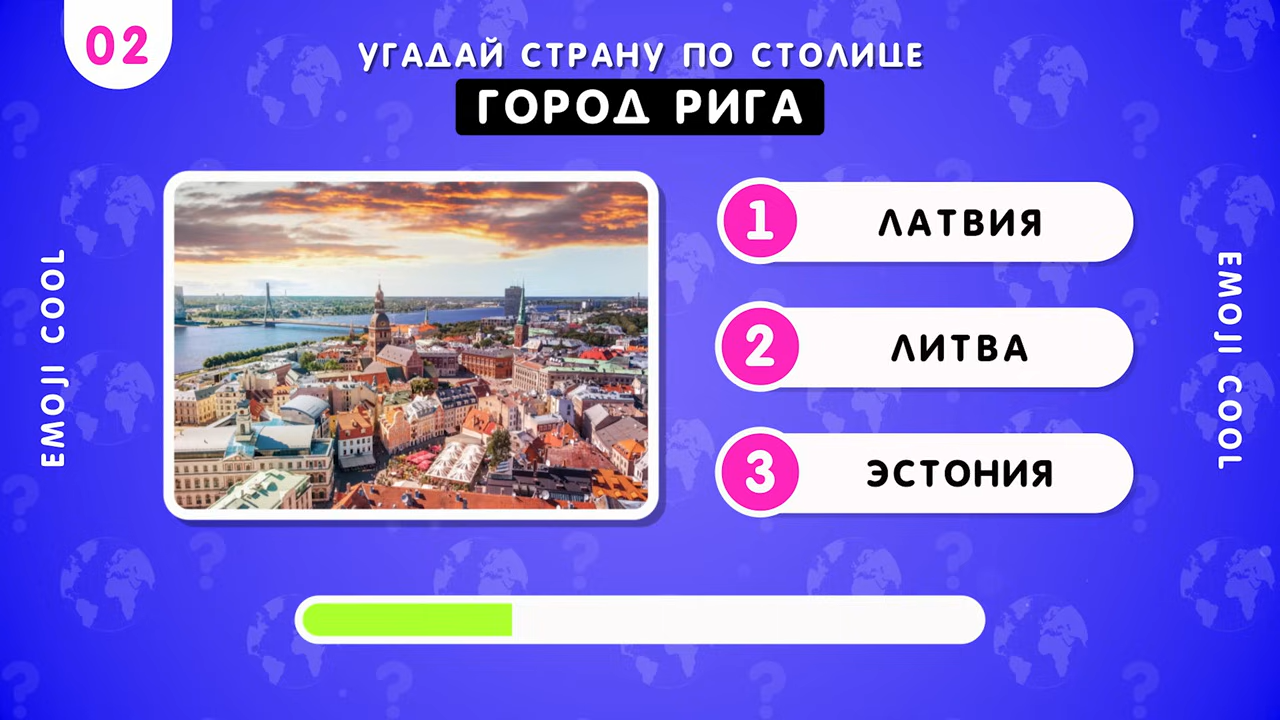 02
УГАДАЙ СТРАНУ ПО СТОЛИЦЕ
ГОРОД РИГА
EMOJI COOL
1 ЛАТВИЯ
2 ЛИТВА
3 ЭСТОНИЯ
EMOJI COOL